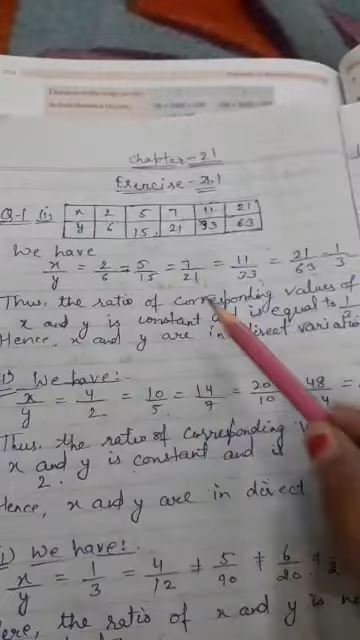 Chapter-21
Exercise-x.1
Q-1 (i) x 2 5 7 11 21
y 6 15 21 33 63
We have
x/y = 2/6 = 5/15 = 7/21 = 11/33 = 21/63 = 1/3
Thus, the ratio of corresponding values of
x and y is constant is equal to 1/3
Hence, x and y are in direct variation
We have:
x/y = 4/2 = 10/5 = 14/7 = 20/10 48
Thus, the ratio of corresponding
x and y is constant and is
2.
Hence, x and y are in direct
We have:
x/y = 1/3 = 4/12 ≠ 5/90 ≠ 6/20
the ratio of x and y is